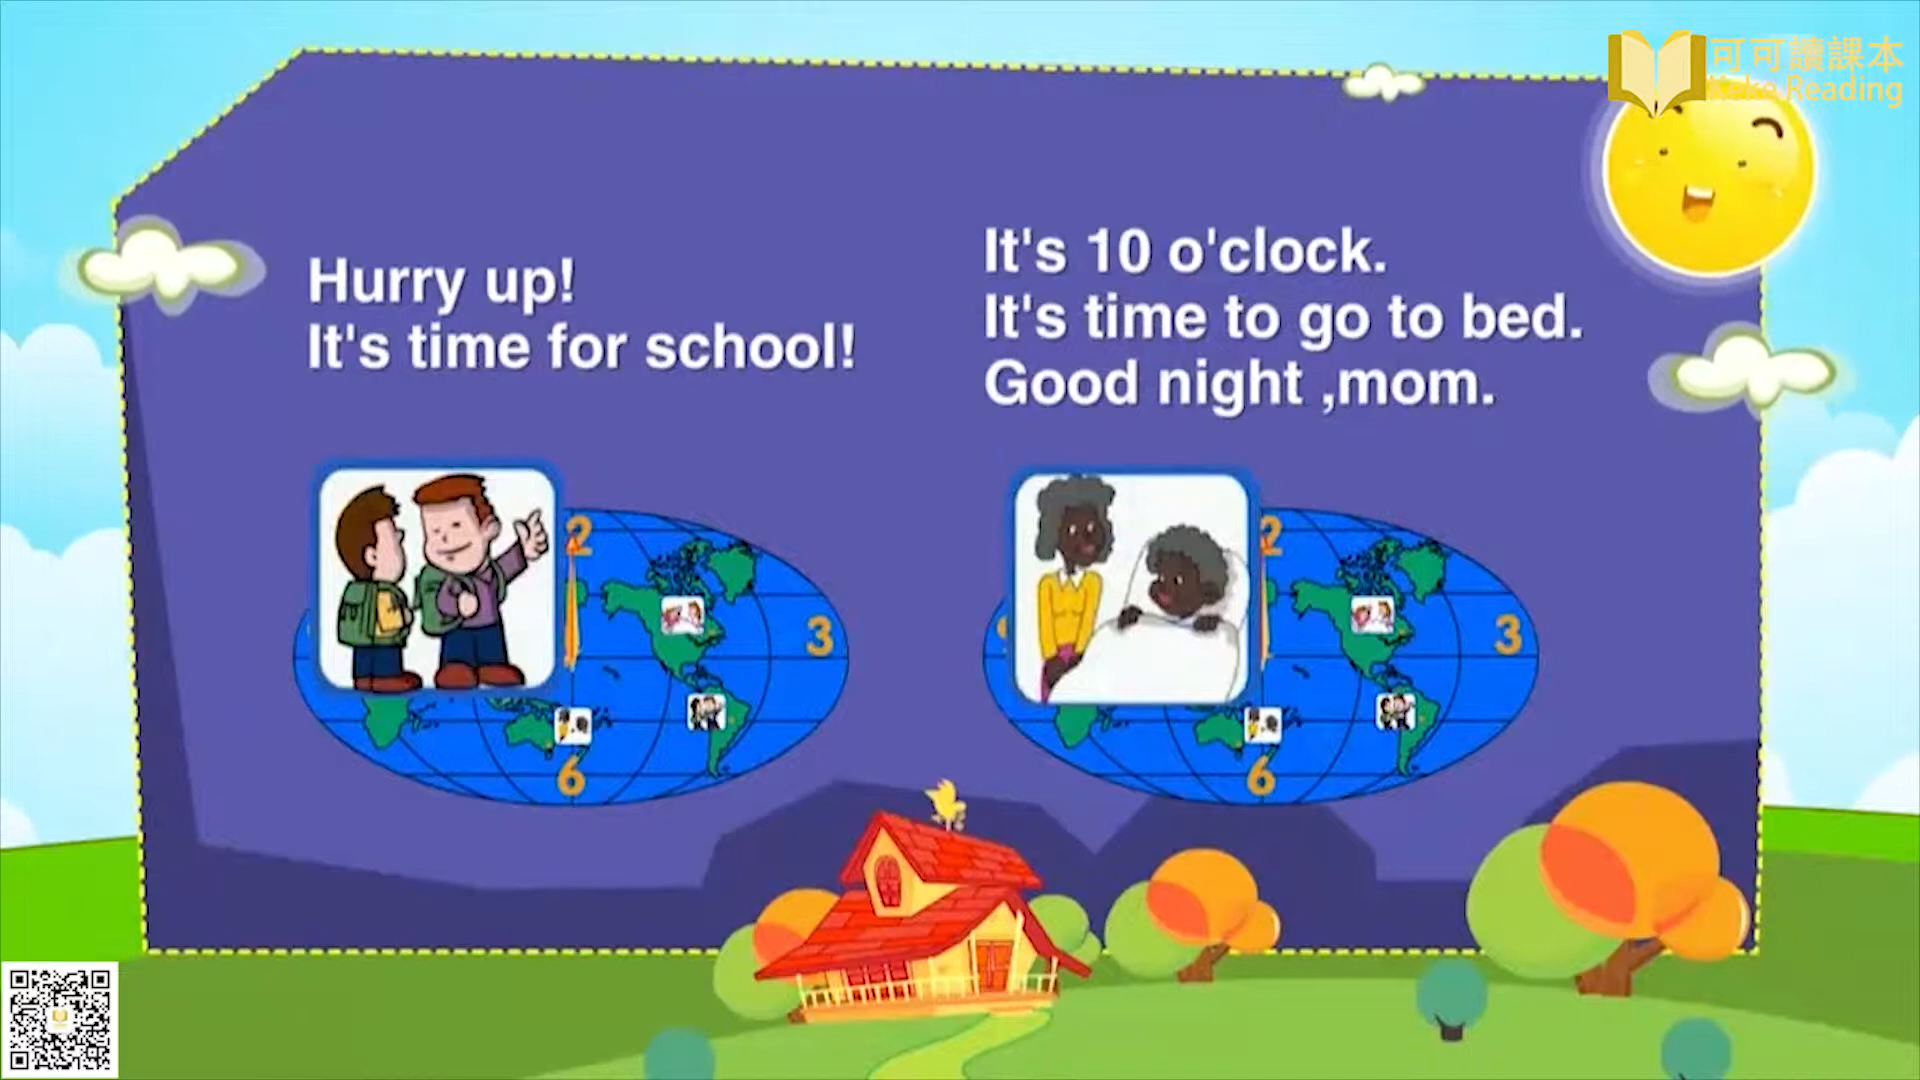 可可讀課本
Keke Reading
Hurry up!
It's time for school!
It's 10 o'clock.
It's time to go to bed.
Good night ,mom.
2
3
6
2
3
6